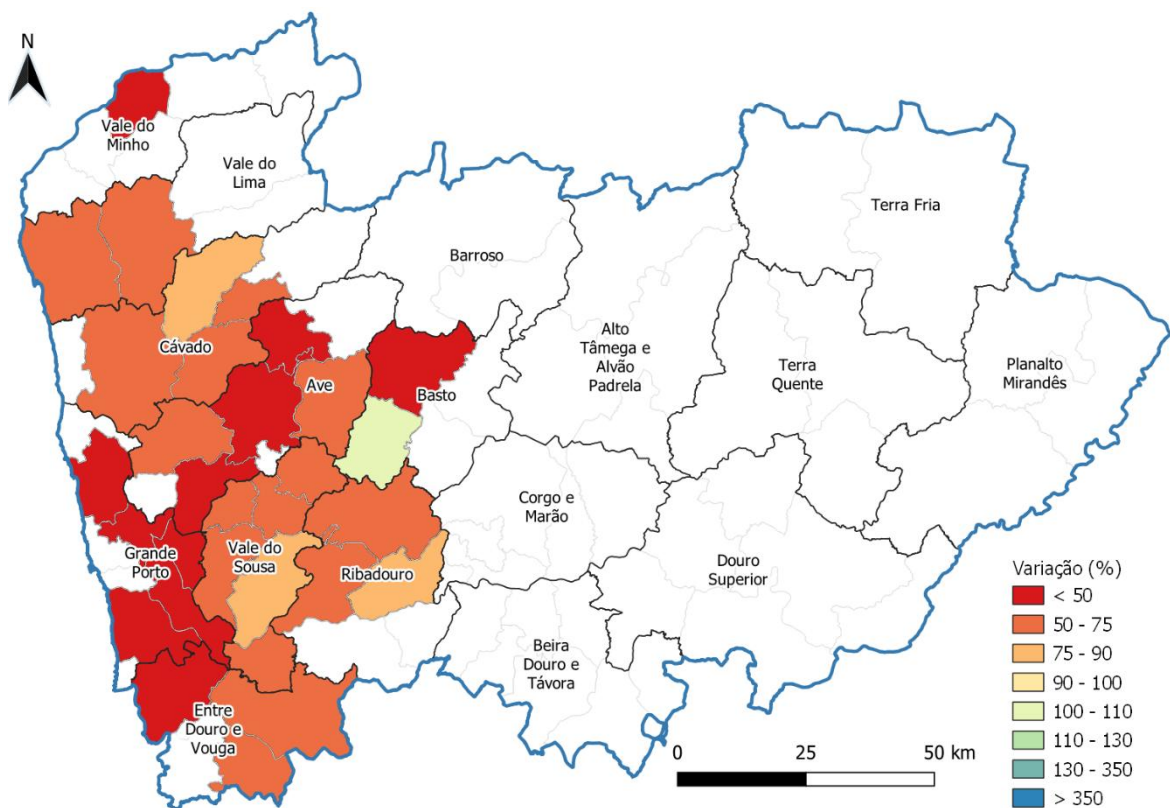 N
Vale do
Minho
Vale do
Lima
Terra Fria
Barroso
Cávado
Ave
Basto
Alto
Tâmega e
Alvão
Padrela
Terra
Quente
Planalto
Mirandês
Corgo e
Marão
Grande
Porto
Vale do
Sousa
Ribadouro
Douro
Superior
Beira
Douro e
Távora
Entre
Douro e
Vouga
0 25 50 km
Variação (%)
< 50
50 - 75
75 - 90
90 - 100
100 - 110
110 - 130
130 - 350
> 350